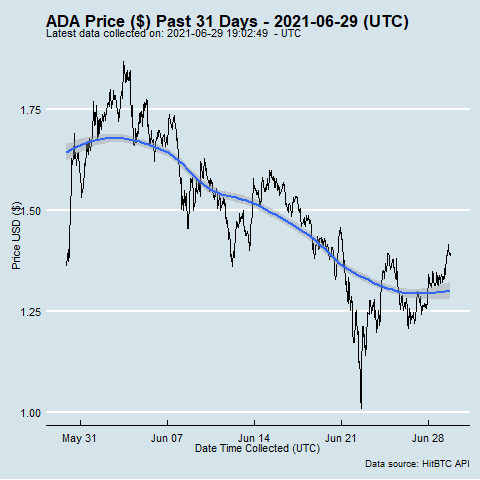 ADA Price ($) Past 31 Days - 2021-06-29 (UTC)
Latest data collected on: 2021-06-29 19:02:49 - UTC
Price USD ($)
1.75
1.50
1.25
1.00
May 31 Jun 07 Jun 14 Jun 21 Jun 28
Date Time Collected (UTC)
Data source: HitBTC API